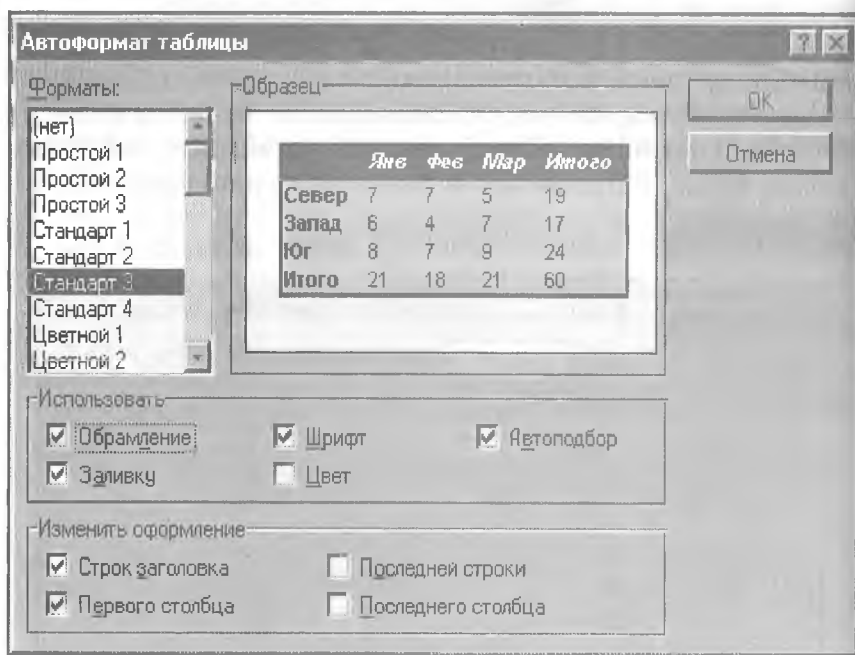 Автоформат таблицы
Форматы:
(нет)
Простой 1
Простой 2
Простой 3
Стандарт 1
Стандарт 2
Стандарт 3
Стандарт 4
Цветной 1
Цветной 2
Образец
Янв Фев Мар Итого
Север 7 7 5 19
Запад 6 4 7 17
Юг 8 7 9 24
Итого 21 18 21 60
OK
Отмена
Использовать
Обрамление
Шрифт
Автоподбор
Заливку
Цвет
Изменить оформление
Строк заголовка
Последней строки
Первого столбца
Последнего столбца